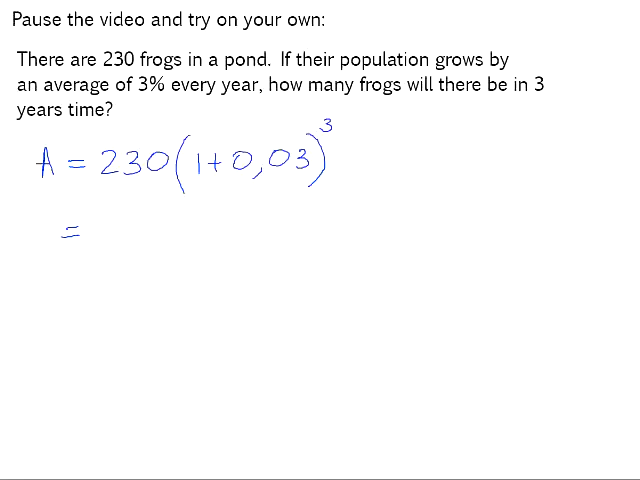 Pause the video and try on your own:
There are 230 frogs in a pond. If their population grows by
an average of 3% every year, how many frogs will there be in 3
years time?
A = 230(1+0,03)³
=